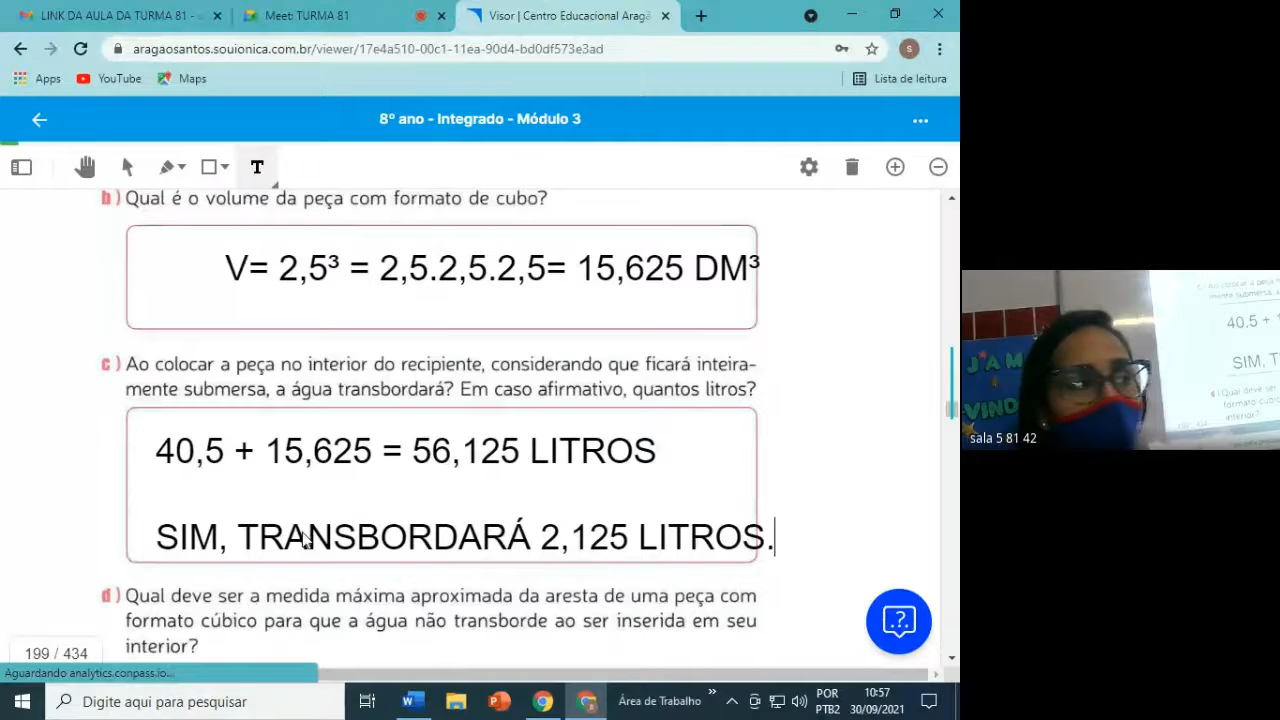 LINK DA AULA DA TURMA 81 -
Meet: TURMA 81
Visor | Centro Educacional Aragã
aragaosantos.souionica.com.br/viewer/17e4a510-00c1-11ea-90d4-bd0df573e3ad
s
Apps
YouTube
Maps
Lista de leitura
8º ano - Integrado - Módulo 3
T
b) Qual é o volume da peça com formato de cubo?
V= 2,5³ = 2,5.2,5.2,5= 15,625 DM³
c) Ao colocar a peça no interior do recipiente, considerando que ficará inteira-
mente submersa, a água transbordará? Em caso afirmativo, quantos litros?
40,5 + 15,625 = 56,125 LITROS
SIM, TRANSBORDARÁ 2,125 LITROS.
d) Qual deve ser a medida máxima aproximada da aresta de uma peça com
formato cúbico para que a água não transborde ao ser inserida em seu
interior?
199 / 434
Aguardando analytics.conpass.io...
Digite aqui para pesquisar
Área de Trabalho
POR
PTB2
10:57
30/09/2021
J'A M
VIND
40,5 +
SIM, T
sala 5 81 42